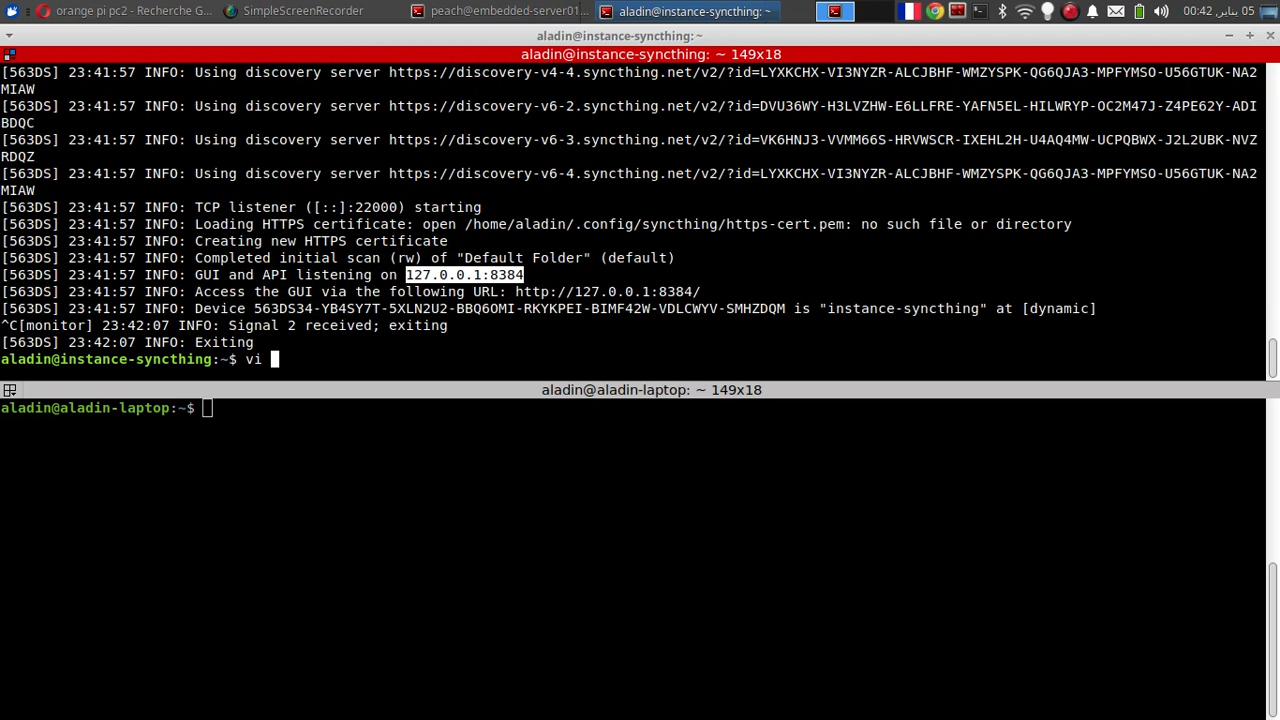 orange pi pc2 - Recherche G...
SimpleScreenRecorder
peach@embedded-server01...
aladin@instance-syncthing: ~
05 يناير, 00:42
aladin@instance-syncthing:~
aladin@instance-syncthing: ~ 149x18
[563DS] 23:41:57 INFO: Using discovery server https://discovery-v4-4.syncthing.net/v2/?id=LYXKCHX-VI3NYZR-ALCJBHF-WMZYSPK-QG6QJA3-MPFYMSO-U56GTUK-NA2
MIAW
[563DS] 23:41:57 INFO: Using discovery server https://discovery-v6-2.syncthing.net/v2/?id=DVU36WY-H3LVZHW-E6LLFRE-YAFN5EL-HILWRYP-OC2M47J-Z4PE62Y-ADI
BDQC
[563DS] 23:41:57 INFO: Using discovery server https://discovery-v6-3.syncthing.net/v2/?id=VK6HNJ3-VVMM66S-HRVWSCR-IXEHL2H-U4AQ4MW-UCPQBWX-J2L2UBK-NVZ
RDQZ
[563DS] 23:41:57 INFO: Using discovery server https://discovery-v6-4.syncthing.net/v2/?id=LYXKCHX-VI3NYZR-ALCJBHF-WMZYSPK-QG6QJA3-MPFYMSO-U56GTUK-NA2
MIAW
[563DS] 23:41:57 INFO: TCP listener ([::]:22000) starting
[563DS] 23:41:57 INFO: Loading HTTPS certificate: open /home/aladin/.config/syncthing/https-cert.pem: no such file or directory
[563DS] 23:41:57 INFO: Creating new HTTPS certificate
[563DS] 23:41:57 INFO: Completed initial scan (rw) of "Default Folder" (default)
[563DS] 23:41:57 INFO: GUI and API listening on 127.0.0.1:8384
[563DS] 23:41:57 INFO: Access the GUI via the following URL: http://127.0.0.1:8384/
[563DS] 23:41:57 INFO: Device 563DS34-YB4SY7T-5XLN2U2-BBQ6OMI-RKYKPEI-BIMF42W-VDLCWYV-SMHZDQM is "instance-syncthing" at [dynamic]
^C[monitor] 23:42:07 INFO: Signal 2 received; exiting
[563DS] 23:42:07 INFO: Exiting
aladin@instance-syncthing:~$ vi
aladin@aladin-laptop: ~ 149x18
aladin@aladin-laptop:~$